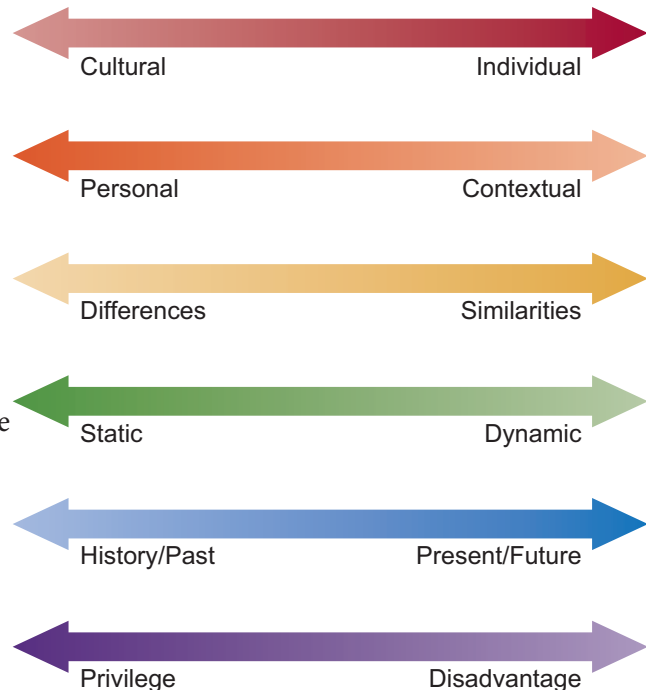 Cultural Individual
Personal Contextual
Differences Similarities
e
Static Dynamic
History/Past Present/Future
Privilege Disadvantage